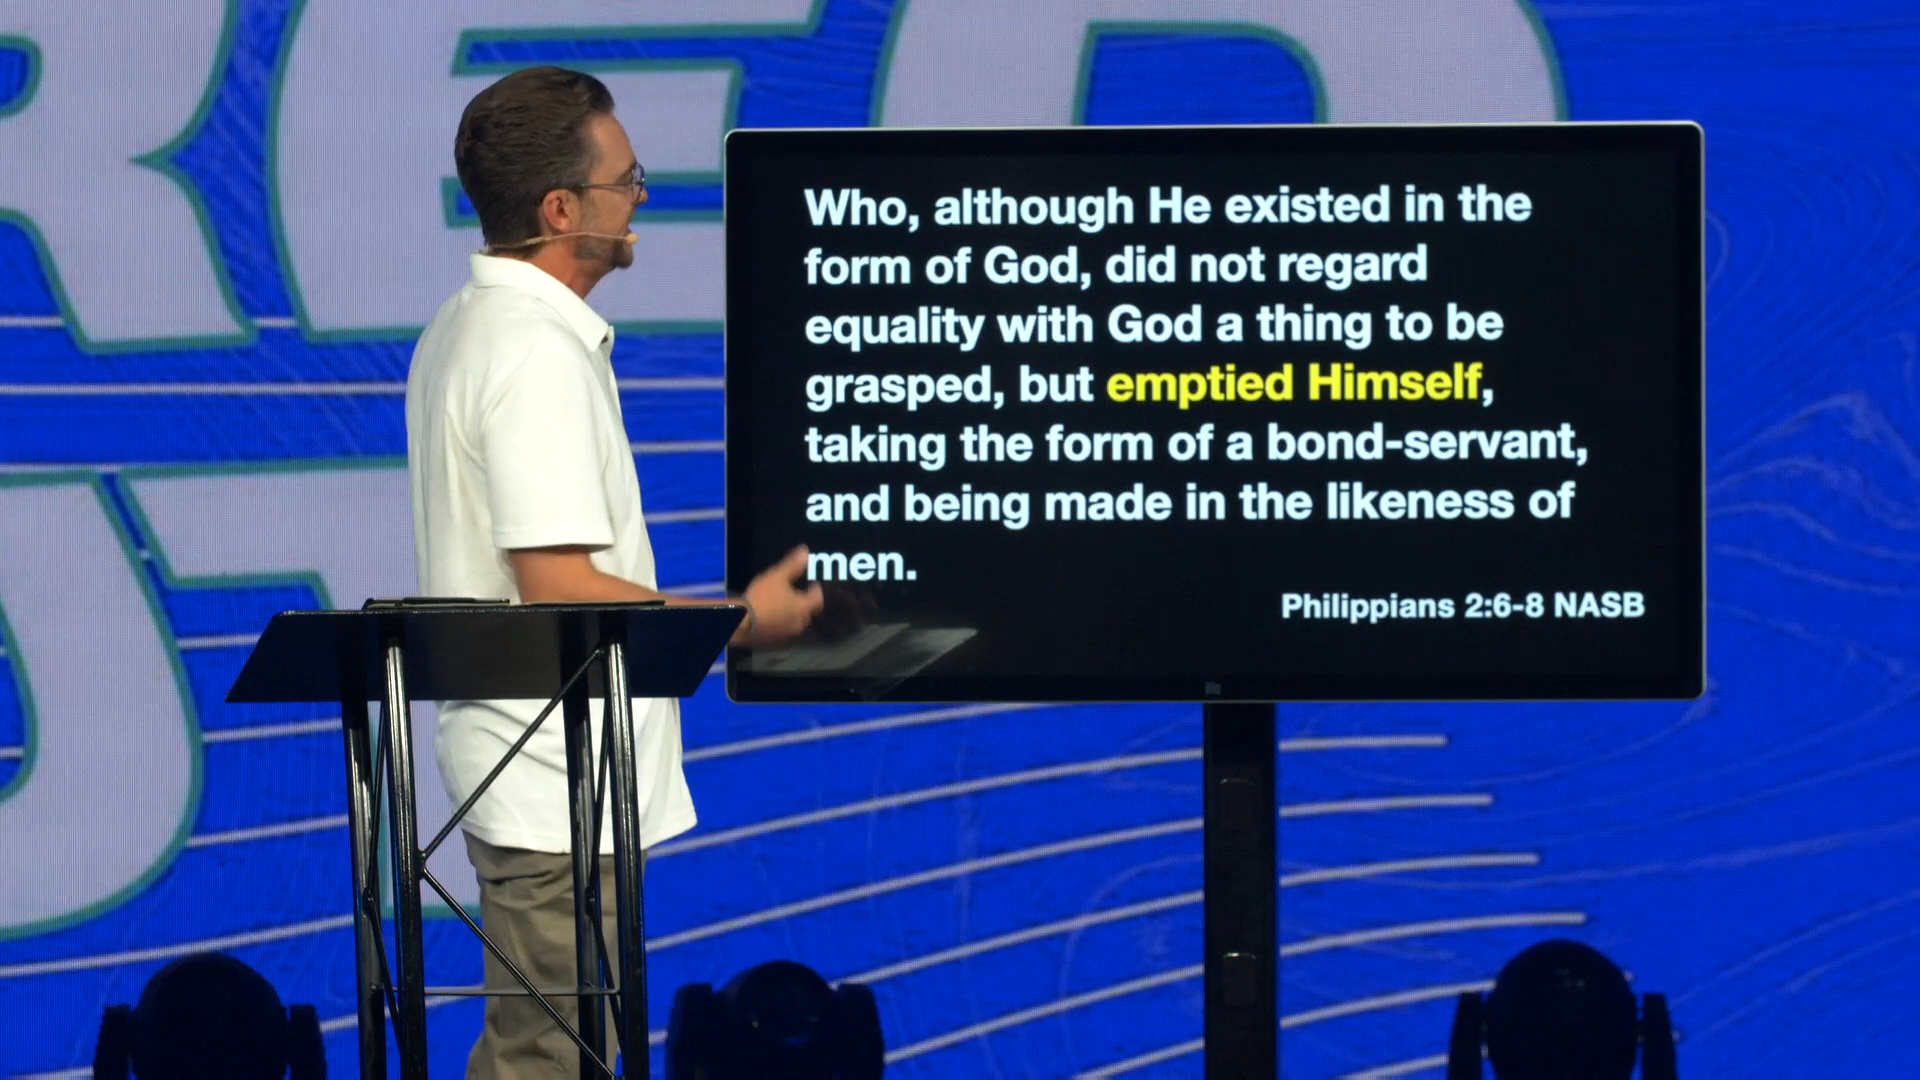 Who, although He existed in the
form of God, did not regard
equality with God a thing to be
grasped, but emptied Himself,
taking the form of a bond-servant,
and being made in the likeness of
men.
Philippians 2:6-8 NASB